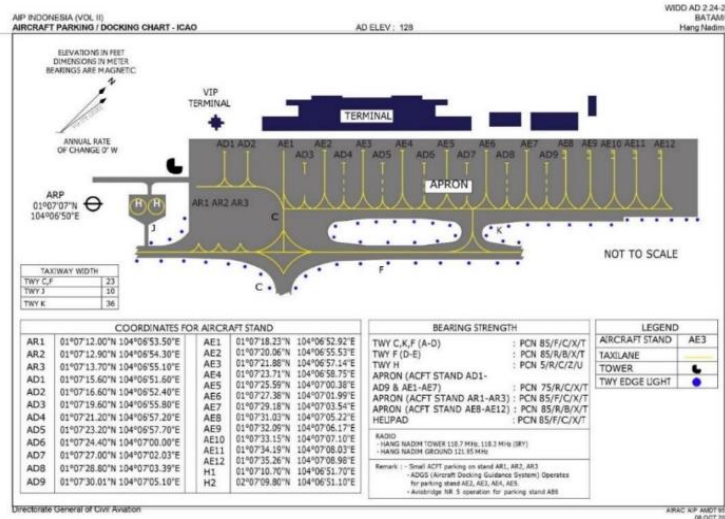 WIDD AD 2.24-2
AIP INDONESIA (VOL II)
BATAM/
AIRCRAFT PARKING / DOCKING CHART - ICAO
AD ELEV : 128
Hang Nadim
ELEVATIONS IN FEET
DIMENSIONS IN METER
BEARINGS ARE MAGNETIC
N
ANNUAL RATE
OF CHANGE 0' W
VIP
TERMINAL
TERMINAL
AD1 AD2 AE1 AE2 AE3 AE4 AE5 AE6 AE7 AE8 AE9 AE10 AE11 AE12
AD3 AD4 AD5 AD6 AD7 AD8 AD9
APRON
ARP
01°07'07"N
104°06'50"E
H H
AR1 AR2 AR3
C
J
K
F
C
NOT TO SCALE
TAXIWAY WIDTH
TWY C,F 23
TWY J 10
TWY K 36
COORDINATES FOR AIRCRAFT STAND
AR1 01°07'12.00"N 104°06'53.50"E
AR2 01°07'12.90"N 104°06'54.30"E
AR3 01°07'13.70"N 104°06'55.10"E
AD1 01°07'15.60"N 104°06'51.60"E
AD2 01°07'16.60"N 104°06'52.40"E
AD3 01°07'19.60"N 104°06'55.80"E
AD4 01°07'21.20"N 104°06'57.20"E
AD5 01°07'23.20"N 104°06'57.70"E
AD6 01°07'24.40"N 104°07'00.00"E
AD7 01°07'27.00"N 104°07'02.03"E
AD8 01°07'28.80"N 104°07'03.39"E
AD9 01°07'30.01"N 104°07'05.10"E
AE1 01°07'18.23"N 104°06'52.92"E
AE2 01°07'20.06"N 104°06'55.53"E
AE3 01°07'21.88"N 104°06'57.14"E
AE4 01°07'23.71"N 104°06'58.75"E
AE5 01°07'25.59"N 104°07'00.38"E
AE6 01°07'27.38"N 104°07'01.99"E
AE7 01°07'29.18"N 104°07'03.54"E
AE8 01°07'31.03"N 104°07'05.22"E
AE9 01°07'32.09"N 104°07'06.17"E
AE10 01°07'33.15"N 104°07'07.10"E
AE11 01°07'34.19"N 104°07'08.03"E
AE12 01°07'35.26"N 104°07'08.98"E
H1 01°07'10.70"N 104°06'51.70"E
H2 02°07'09.80"N 104°06'51.10"E
BEARING STRENGTH
TWY C,K,F (A-D) : PCN 85/F/C/X/T
TWY F (D-E) : PCN 85/R/B/X/T
TWY H : PCN 5/R/C/Z/U
APRON (ACFT STAND AD1-
AD9 & AE1-AE7) : PCN 75/R/C/X/T
APRON (ACFT STAND AR1-AR3) : PCN 85/F/C/X/T
APRON (ACFT STAND AE8-AE12) : PCN 85/R/B/X/T
HELIPAD : PCN 85/F/C/X/T
RADIO
- HANG NADIM TOWER 118.7 MHz, 118.3 MHz (SRY)
- HANG NADIM GROUND 121.95 MHz
Remark : - Small ACFT parking on stand AR1, AR2, AR3
- ADGS (Aircraft Docking Guidance System) Operates
for parking stand AE2, AE3, AE4, AE5.
- Aviobridge NR 5 operation for parking stand AE6
LEGEND
AIRCRAFT STAND AE3
TAXILANE
TOWER
TWY EDGE LIGHT
Directorate General of Civil Aviation
AIRAC AIP AMDT